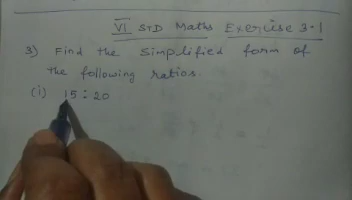 VI STD Maths Exercise 3.1
3) Find the Simplified form of
the following ratios.
(i) 15:20